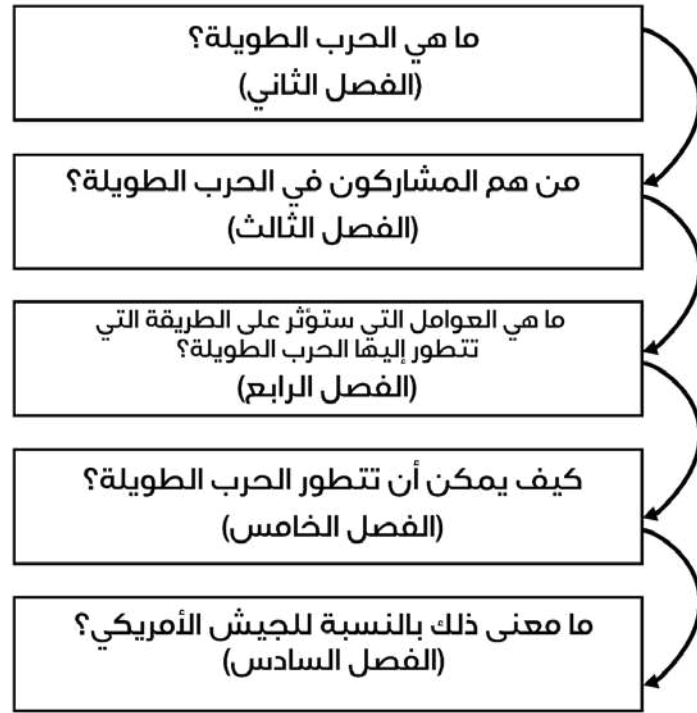 ما هي الحرب الطويلة؟
(الفصل الثاني)
من هم المشاركون في الحرب الطويلة؟
(الفصل الثالث)
ما هي العوامل التي ستؤثر على الطريقة التي
تتطور إليها الحرب الطويلة؟
(الفصل الرابع)
كيف يمكن أن تتطور الحرب الطويلة؟
(الفصل الخامس)
ما معنى ذلك بالنسبة للجيش الأمريكي؟
(الفصل السادس)